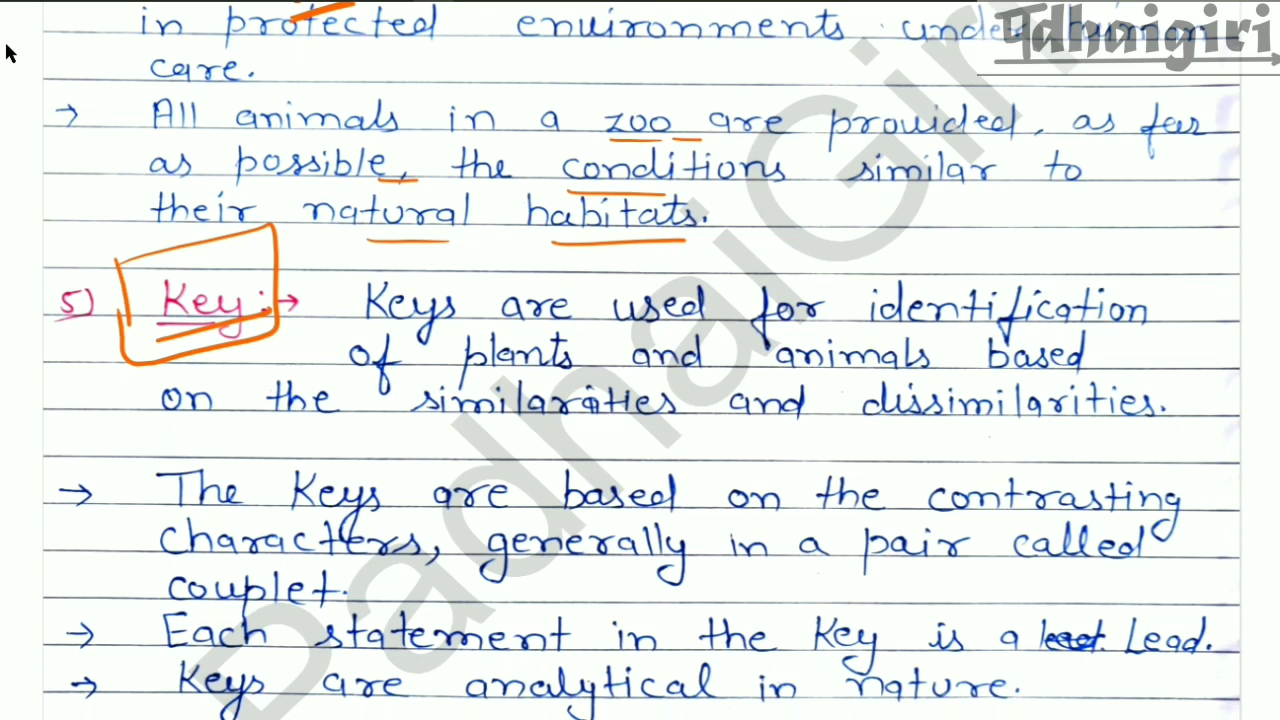 in protected environments under human
पढhaigiri
care.
→ All animals in a zoo are provided, as far
as possible, the conditions similar to
their natural habitats.
5) Key :→ Keys are used for identification
of plants and animals based
on the similarities and dissimilarities.
→ The Keys are based on the contrasting
characters, generally in a pair called
couplet.
→ Each statement in the Key is a Lead.
→ Keys are analytical in nature.
PadhaiGiri